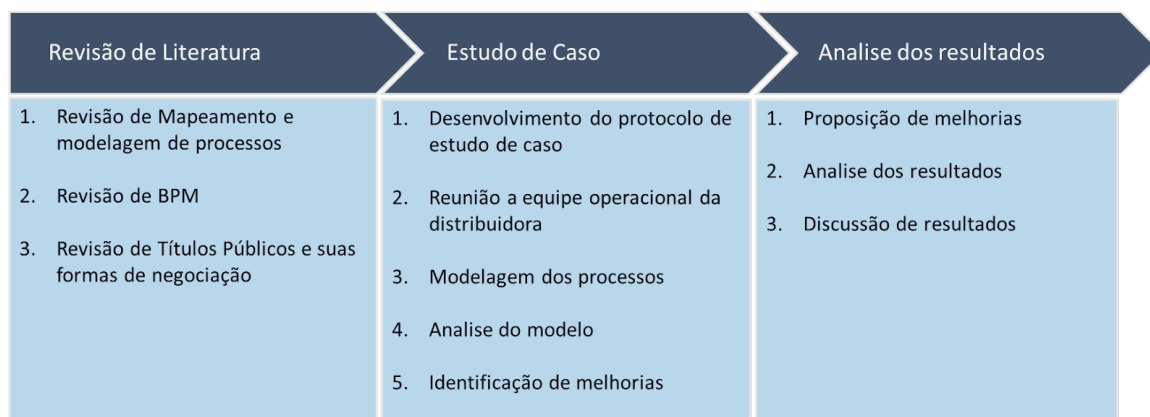 Revisão de Literatura
1. Revisão de Mapeamento e
modelagem de processos
2. Revisão de BPM
3. Revisão de Títulos Públicos e suas
formas de negociação
Estudo de Caso
1. Desenvolvimento do protocolo de
estudo de caso
2. Reunião a equipe operacional da
distribuidora
3. Modelagem dos processos
4. Analise do modelo
5. Identificação de melhorias
Analise dos resultados
1. Proposição de melhorias
2. Analise dos resultados
3. Discussão de resultados